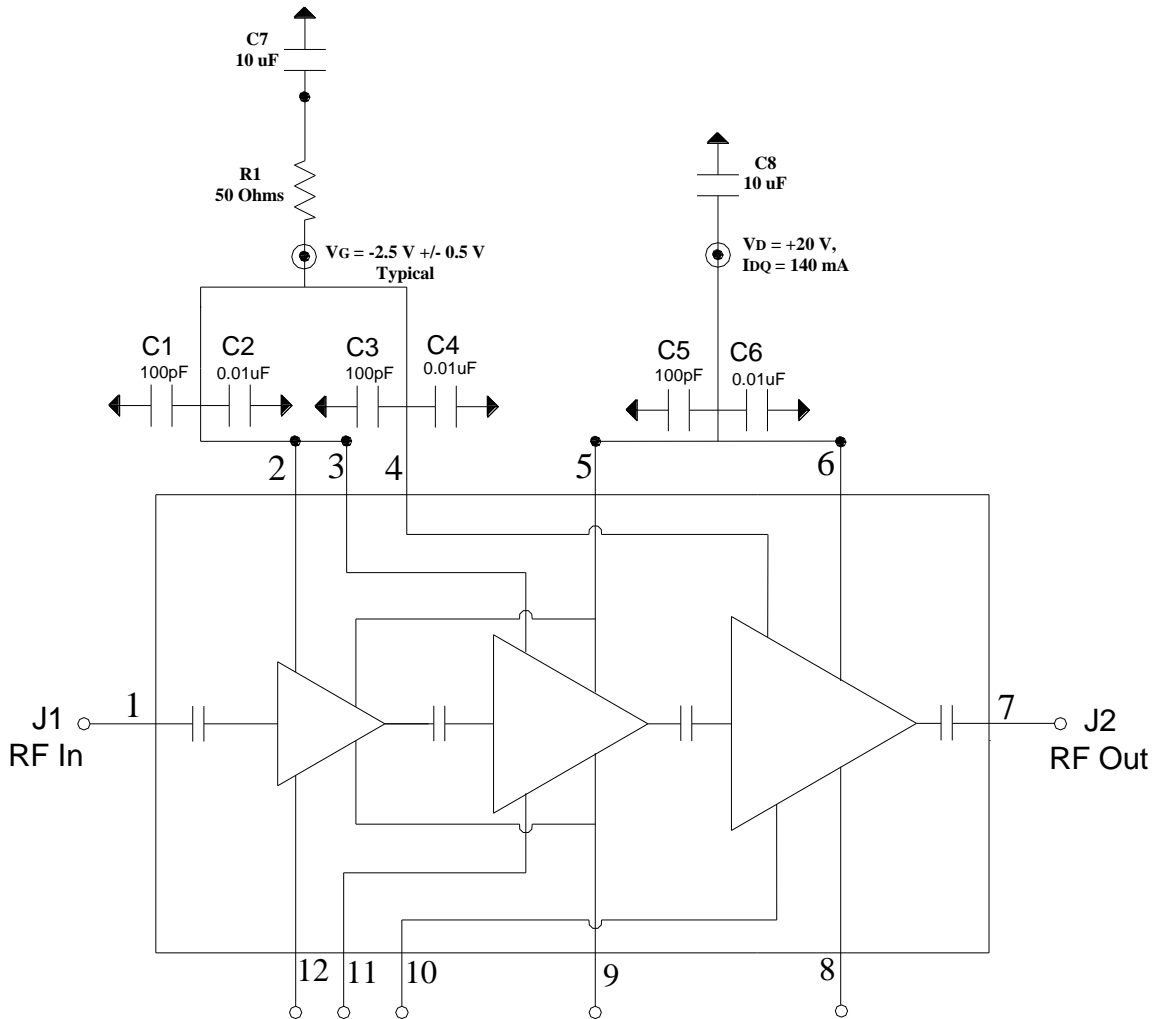 C7
10 uF
R1
50 Ohms
VG = -2.5 V +/- 0.5 V
Typical
C8
10 uF
VD = +20 V,
IDQ = 140 mA
C1
100pF
C2
0.01uF
C3
100pF
C4
0.01uF
C5
100pF
C6
0.01uF
2
3
4
5
6
J1
RF In
1
7
J2
RF Out
12
11
10
9
8